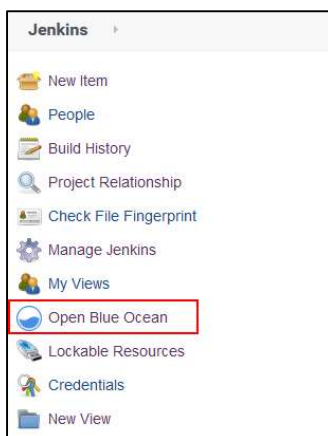 Jenkins
New Item
People
Build History
Project Relationship
Check File Fingerprint
Manage Jenkins
My Views
Open Blue Ocean
Lockable Resources
Credentials
New View